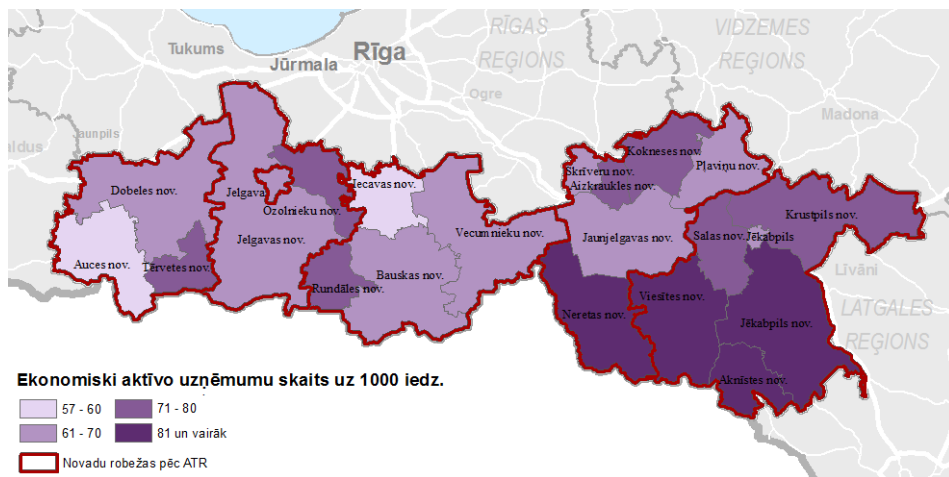 RĪGAS
REĢIONS
VIDZEMES
REĢIONS
Tukums
Rīga
Jūrmala
Ogre
Madona
Jaunpils
aldus
Dobeles nov.
Jelgava
Iecavas nov.
Ozolnieku nov.
Kokneses nov.
Pļaviņu nov.
Skrīveru nov.
Aizkraukles nov.
Krustpils nov.
Auces nov.
Tērvetes nov.
Jelgavas nov.
Vecumnieku nov.
Jaunjelgavas nov.
Salas nov.
Jēkabpils
Rundāles nov.
Bauskas nov.
Līvāni
Neretas nov.
Viesītes nov.
Jēkabpils nov.
LATGALES
REĢIONS
Aknīstes nov.
Ekonomiski aktīvo uzņēmumu skaits uz 1000 iedz.
57 - 60
71 - 80
61 - 70
81 un vairāk
Novadu robežas pēc ATR